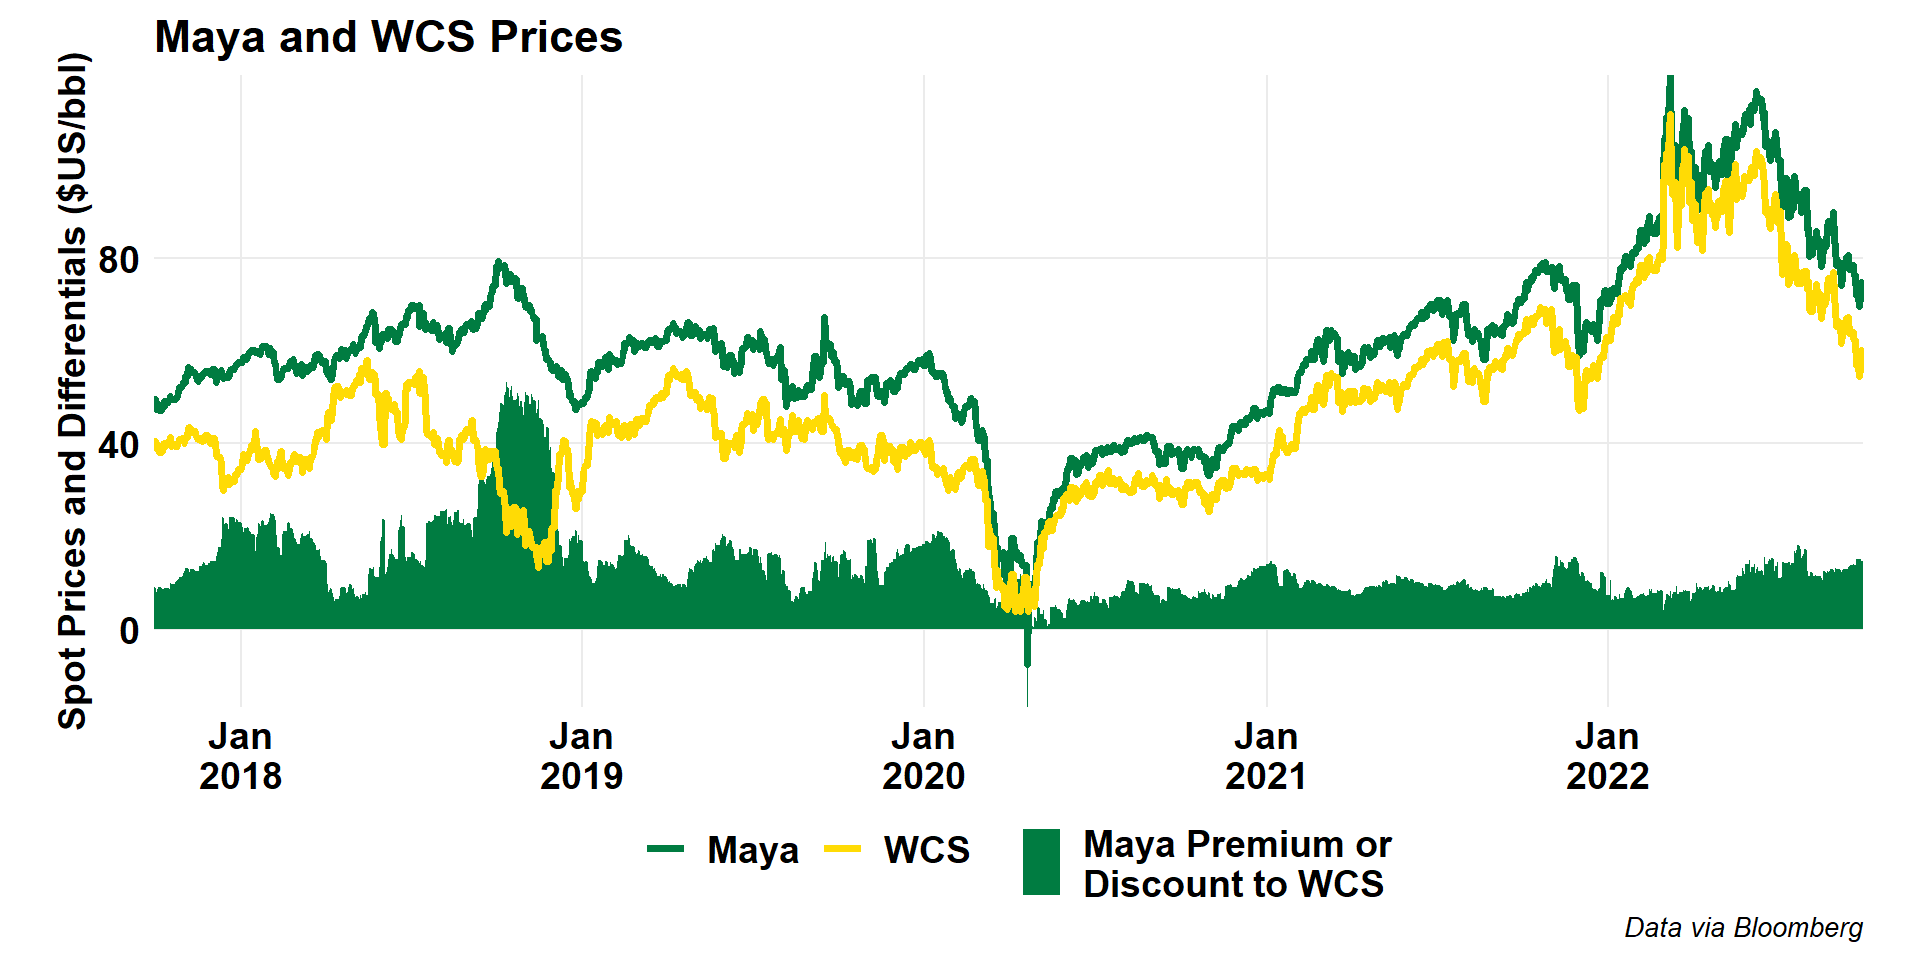 Maya and WCS Prices
Spot Prices and Differentials ($US/bbl)
80
40
0
Jan
2018
Jan
2019
Jan
2020
Jan
2021
Jan
2022
Maya
WCS
Maya Premium or
Discount to WCS
Data via Bloomberg